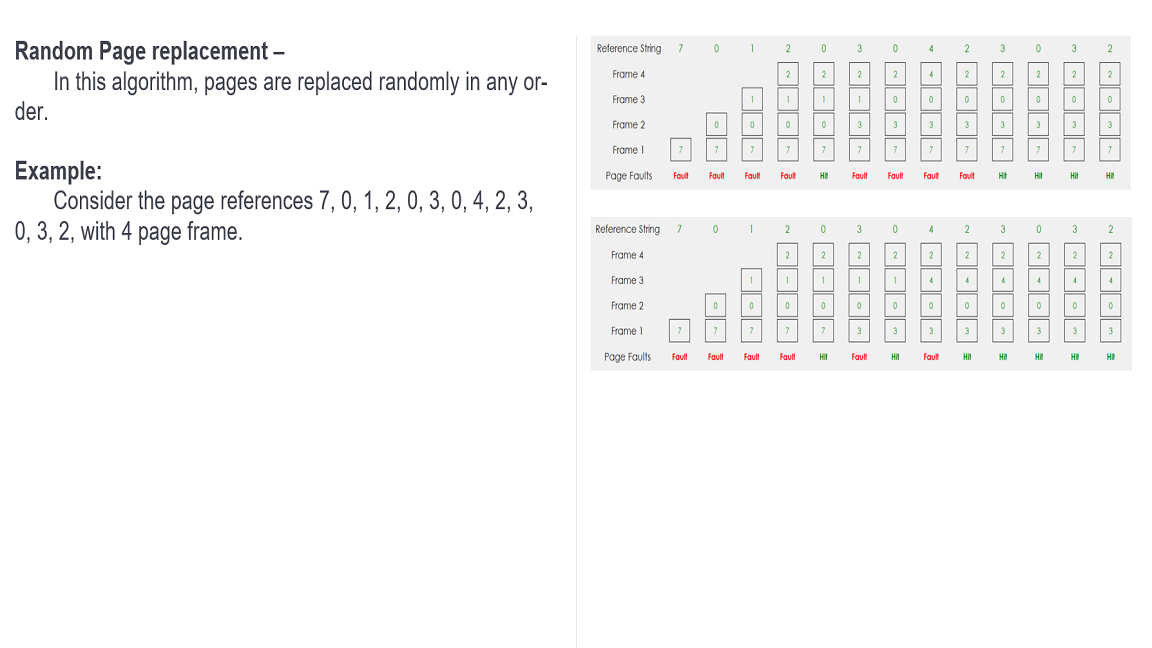 Random Page replacement –
In this algorithm, pages are replaced randomly in any or-
der.
Example:
Consider the page references 7, 0, 1, 2, 0, 3, 0, 4, 2, 3,
0, 3, 2, with 4 page frame.
Reference String 7 0 1 2 0 3 0 4 2 3 0 3 2
Frame 4 2 2 2 2 4 2 2 2 2 2
Frame 3 1 1 1 1 0 0 0 0 0 0 0
Frame 2 0 0 0 0 3 3 3 3 3 3 3 3
Frame 1 7 7 7 7 7 7 7 7 7 7 7 7 7
Page Faults Fault Fault Fault Fault Hit Fault Fault Fault Fault Hit Hit Hit Hit
Reference String 7 0 1 2 0 3 0 4 2 3 0 3 2
Frame 4 2 2 2 2 2 2 2 2 2 2
Frame 3 1 1 1 1 1 4 4 4 4 4 4
Frame 2 0 0 0 0 0 0 0 0 0 0 0 0
Frame 1 7 7 7 7 7 3 3 3 3 3 3 3 3
Page Faults Fault Fault Fault Fault Hit Fault Hit Fault Hit Hit Hit Hit Hit